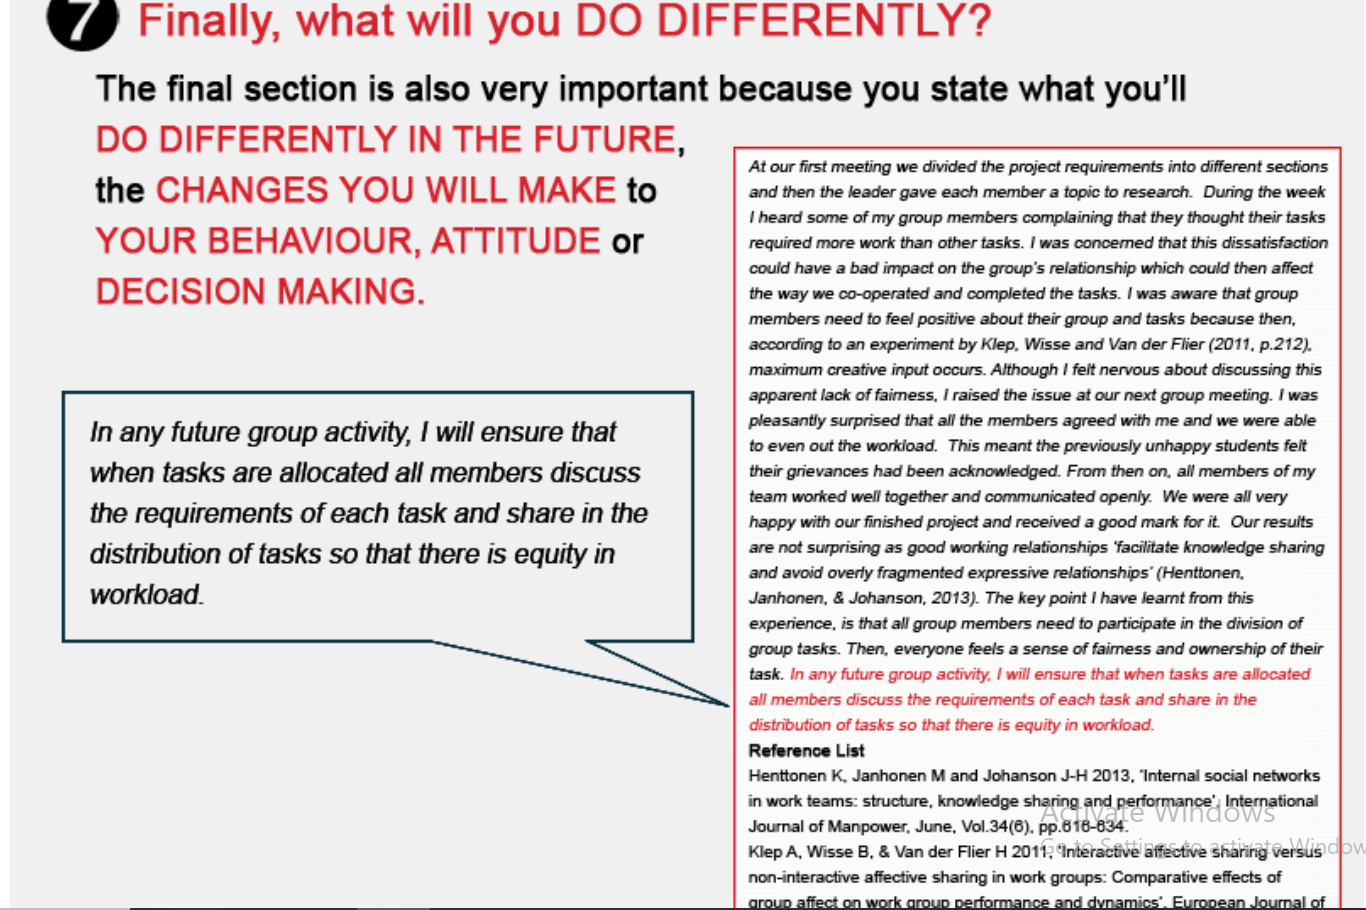 7 Finally, what will you DO DIFFERENTLY?
The final section is also very important because you state what you'll
DO DIFFERENTLY IN THE FUTURE,
the CHANGES YOU WILL MAKE to
YOUR BEHAVIOUR, ATTITUDE or
DECISION MAKING.
In any future group activity, I will ensure that
when tasks are allocated all members discuss
the requirements of each task and share in the
distribution of tasks so that there is equity in
workload.
At our first meeting we divided the project requirements into different sections
and then the leader gave each member a topic to research.  During the week
I heard some of my group members complaining that they thought their tasks
required more work than other tasks. I was concerned that this dissatisfaction
could have a bad impact on the group's relationship which could then affect
the way we co-operated and completed the tasks. I was aware that group
members need to feel positive about their group and tasks because then,
according to an experiment by Klep, Wisse and Van der Flier (2011, p.212),
maximum creative input occurs. Although I felt nervous about discussing this
apparent lack of fairness, I raised the issue at our next group meeting. I was
pleasantly surprised that all the members agreed with me and we were able
to even out the workload.  This meant the previously unhappy students felt
their grievances had been acknowledged. From then on, all members of my
team worked well together and communicated openly.  We were all very
happy with our finished project and received a good mark for it.  Our results
are not surprising as good working relationships 'facilitate knowledge sharing
and avoid overly fragmented expressive relationships' (Henttonen,
Janhonen, & Johanson, 2013). The key point I have learnt from this
experience, is that all group members need to participate in the division of
group tasks. Then, everyone feels a sense of fairness and ownership of their
task. In any future group activity, I will ensure that when tasks are allocated
all members discuss the requirements of each task and share in the
distribution of tasks so that there is equity in workload.
Reference List
Henttonen K, Janhonen M and Johanson J-H 2013, 'Internal social networks
in work teams: structure, knowledge sharing and performance', International
Journal of Manpower, June, Vol.34(6), pp.616-634.
Klep A, Wisse B, & Van der Flier H 2011, 'Interactive affective sharing versus
non-interactive affective sharing in work groups: Comparative effects of
group affect on work group performance and dynamics', European Journal of
Activate Windows
Go to Settings to activate Window